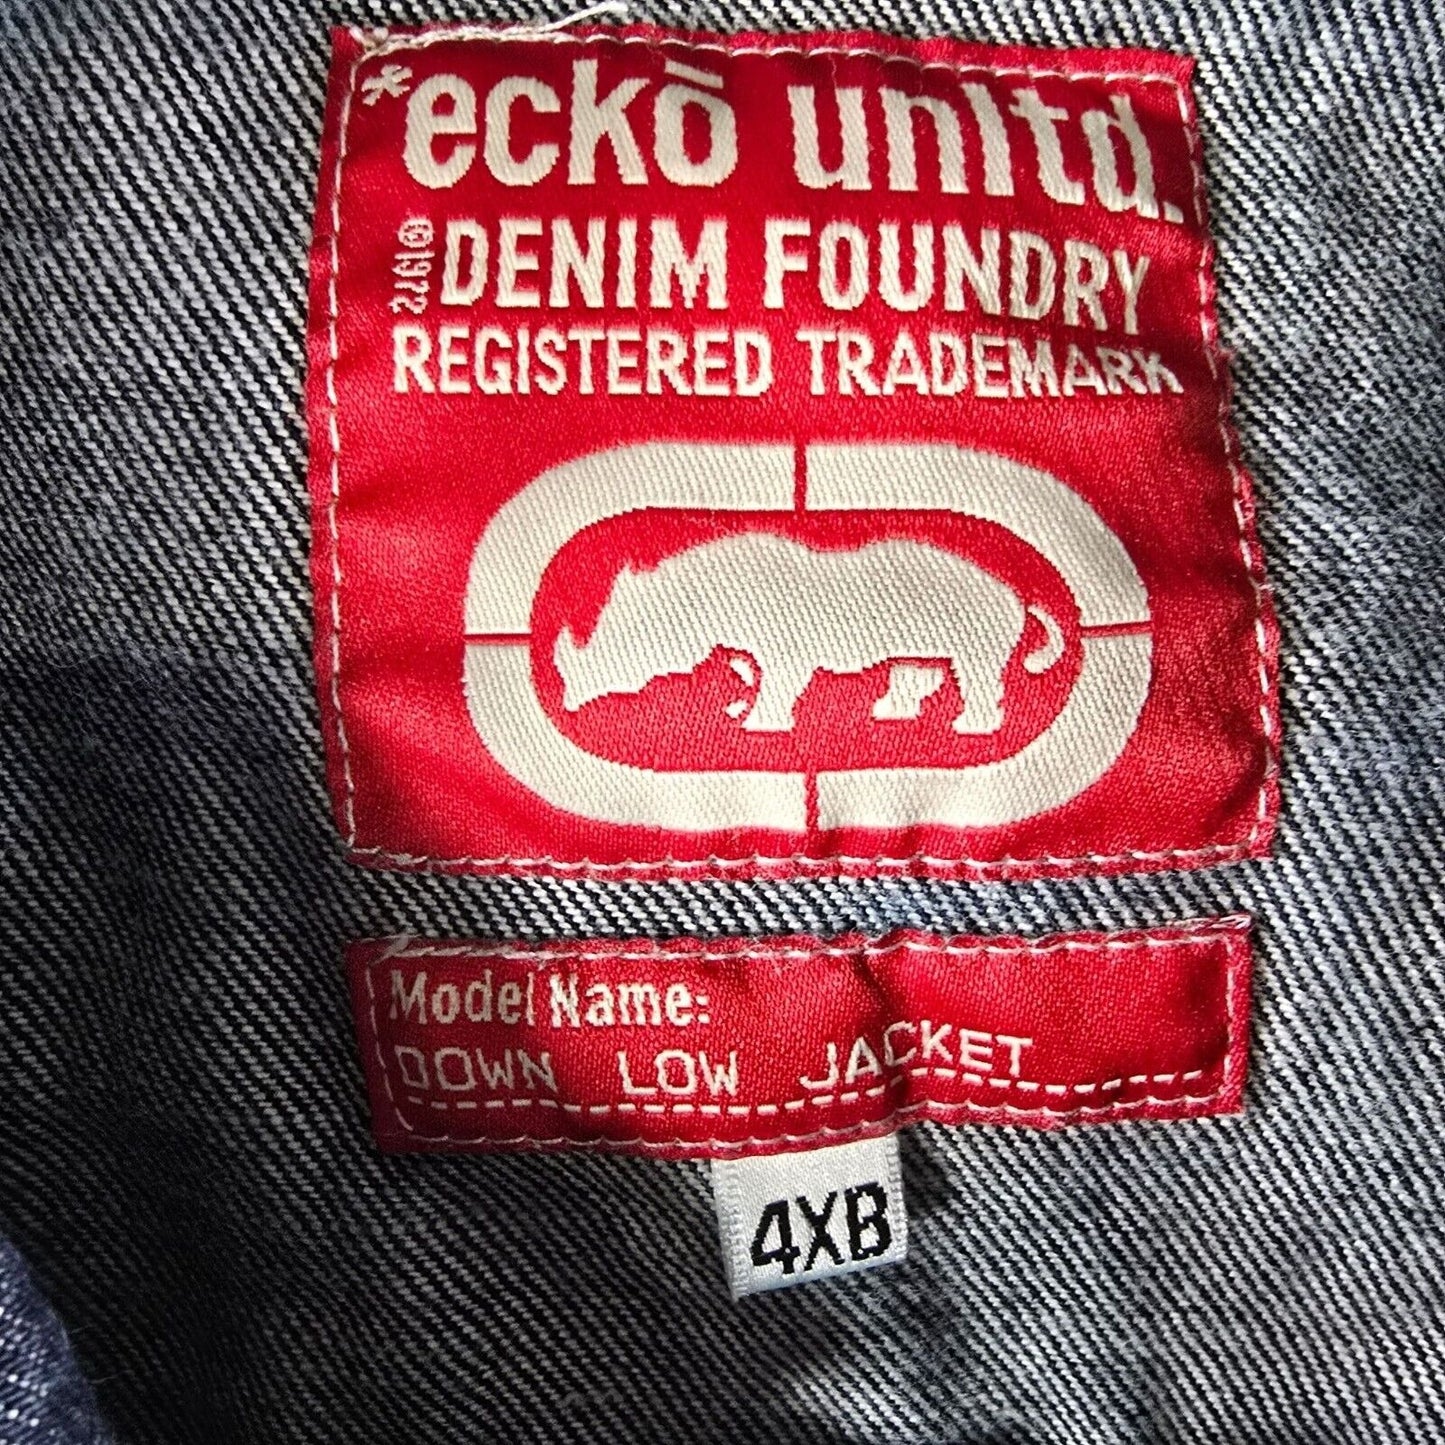 *eckō unltd.
©1972 DENIM FOUNDRY
REGISTERED TRADEMARK
Model Name:
DOWN LOW JACKET
4XB